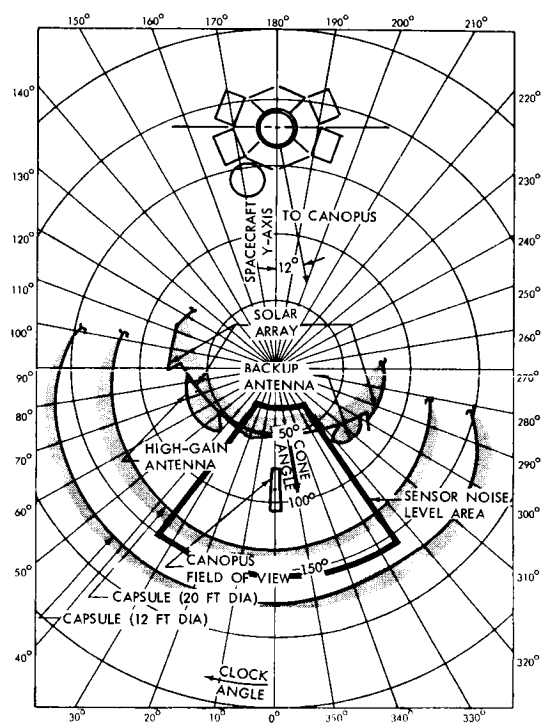 150° 160° 170° 180° 190° 200° 210°
140°
130°
120°
110°
100°
90°
80°
70°
60°
50°
40°
220°
230°
240°
250°
260°
270°
280°
290°
300°
310°
320°
SPACECRAFT
Y-AXIS
TO CANOPUS
12°
SOLAR
ARRAY
BACKUP
ANTENNA
50°
CONE
ANGLE
100°
150°
HIGH-GAIN
ANTENNA
SENSOR NOISE
LEVEL AREA
CANOPUS
FIELD OF VIEW
CAPSULE (20 FT DIA)
CAPSULE (12 FT DIA)
CLOCK
ANGLE
30° 20° 10° 0° 350° 340° 330°